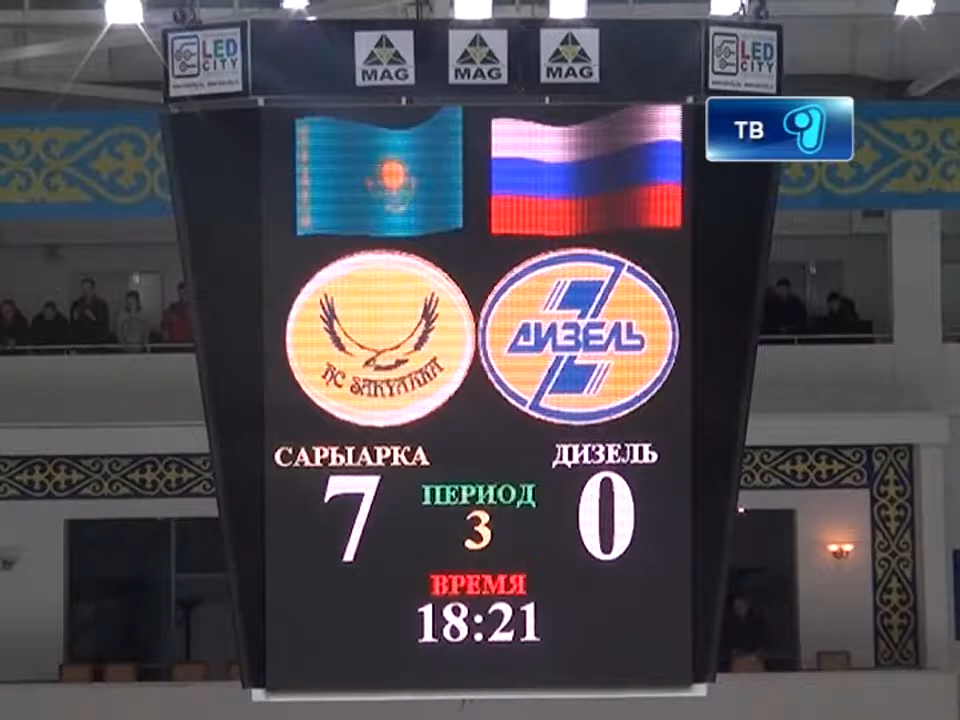 LED CITY
MAG
MAG
MAG
LED CITY
ТВ
ДИЗЕЛЬ
HC SARYARKA
САРЫАРКА
ДИЗЕЛЬ
7
ПЕРИОД
0
3
ВРЕМЯ
18:21